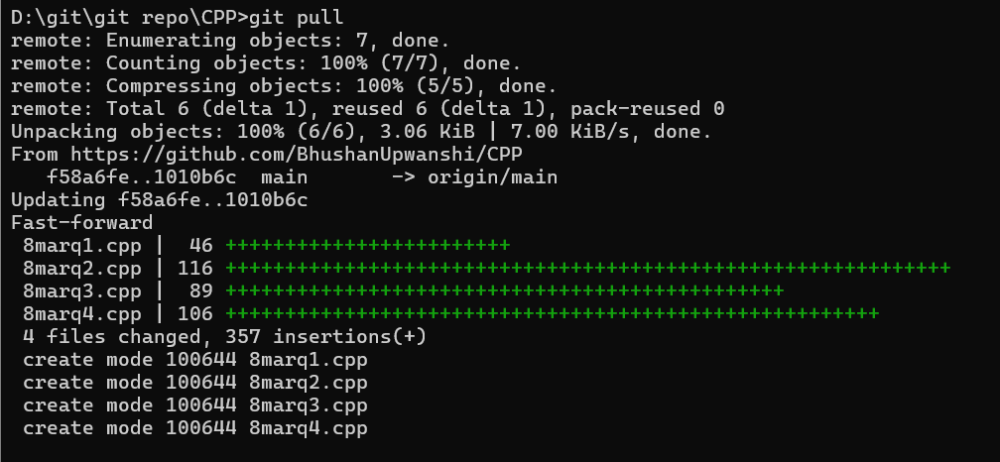 D:\git\git repo\CPP>git pull
remote: Enumerating objects: 7, done.
remote: Counting objects: 100% (7/7), done.
remote: Compressing objects: 100% (5/5), done.
remote: Total 6 (delta 1), reused 6 (delta 1), pack-reused 0
Unpacking objects: 100% (6/6), 3.06 KiB | 7.00 KiB/s, done.
From https://github.com/BhushanUpwanshi/CPP
   f58a6fe..1010b6c  main       -> origin/main
Updating f58a6fe..1010b6c
Fast-forward
 8marq1.cpp |  46 ++++++++++++++++++++++++
 8marq2.cpp | 116 +++++++++++++++++++++++++++++++++++++++++++++++++++++++++++++
 8marq3.cpp |  89 +++++++++++++++++++++++++++++++++++++++++++++++
 8marq4.cpp | 106 +++++++++++++++++++++++++++++++++++++++++++++++++++++++
 4 files changed, 357 insertions(+)
 create mode 100644 8marq1.cpp
 create mode 100644 8marq2.cpp
 create mode 100644 8marq3.cpp
 create mode 100644 8marq4.cpp